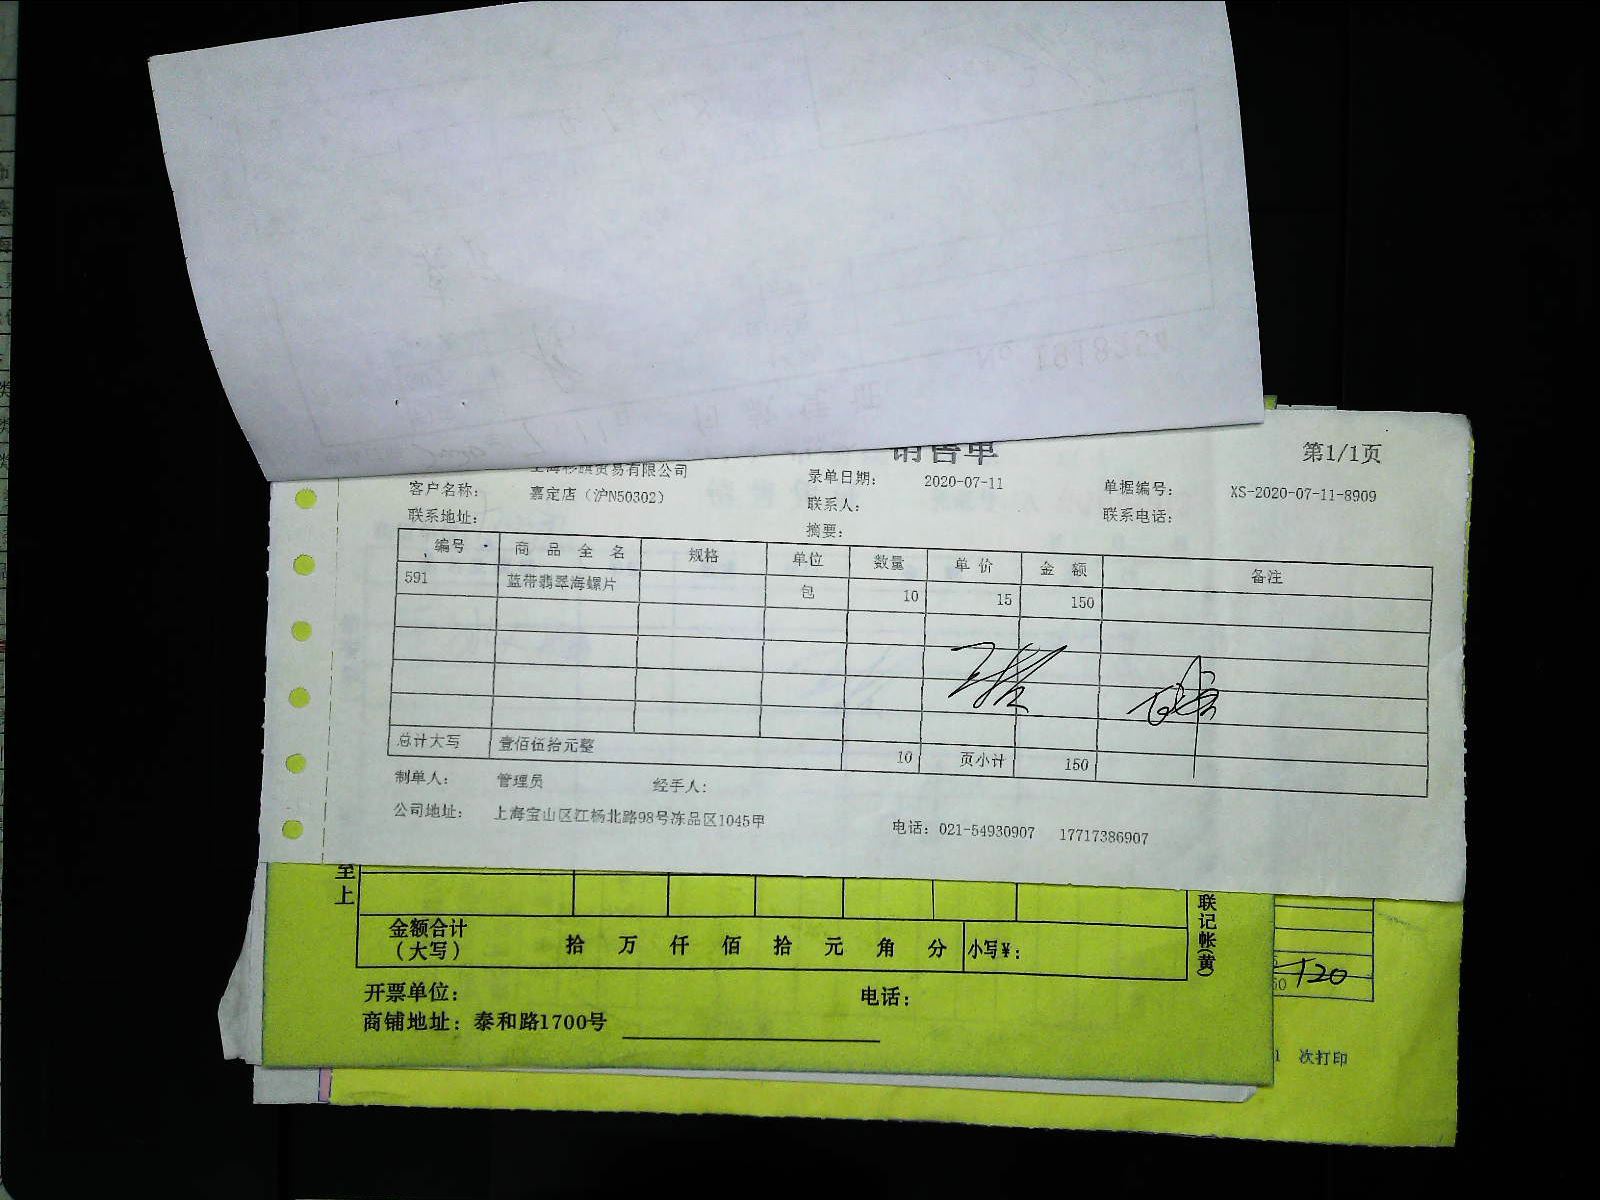 销售单
第1/1页
上海杉旗贸易有限公司
录单日期: 2020-07-11
客户名称: 嘉定店（沪N50302）
单据编号: XS-2020-07-11-8909
联系人:
联系地址:
联系电话:
摘要:
编号 商品全名 规格 单位 数量 单价 金额 备注
591 蓝带翡翠海螺片 包 10 15 150
总计大写 壹佰伍拾元整 10 页小计 150
制单人: 管理员 经手人:
公司地址: 上海宝山区江杨北路98号冻品区1045甲
电话: 021-54930907 17717386907
至上
联记帐(黄)
金额合计
（大写） 拾 万 仟 佰 拾 元 角 分 小写¥:
120
开票单位: 电话:
商铺地址: 泰和路1700号
次打印